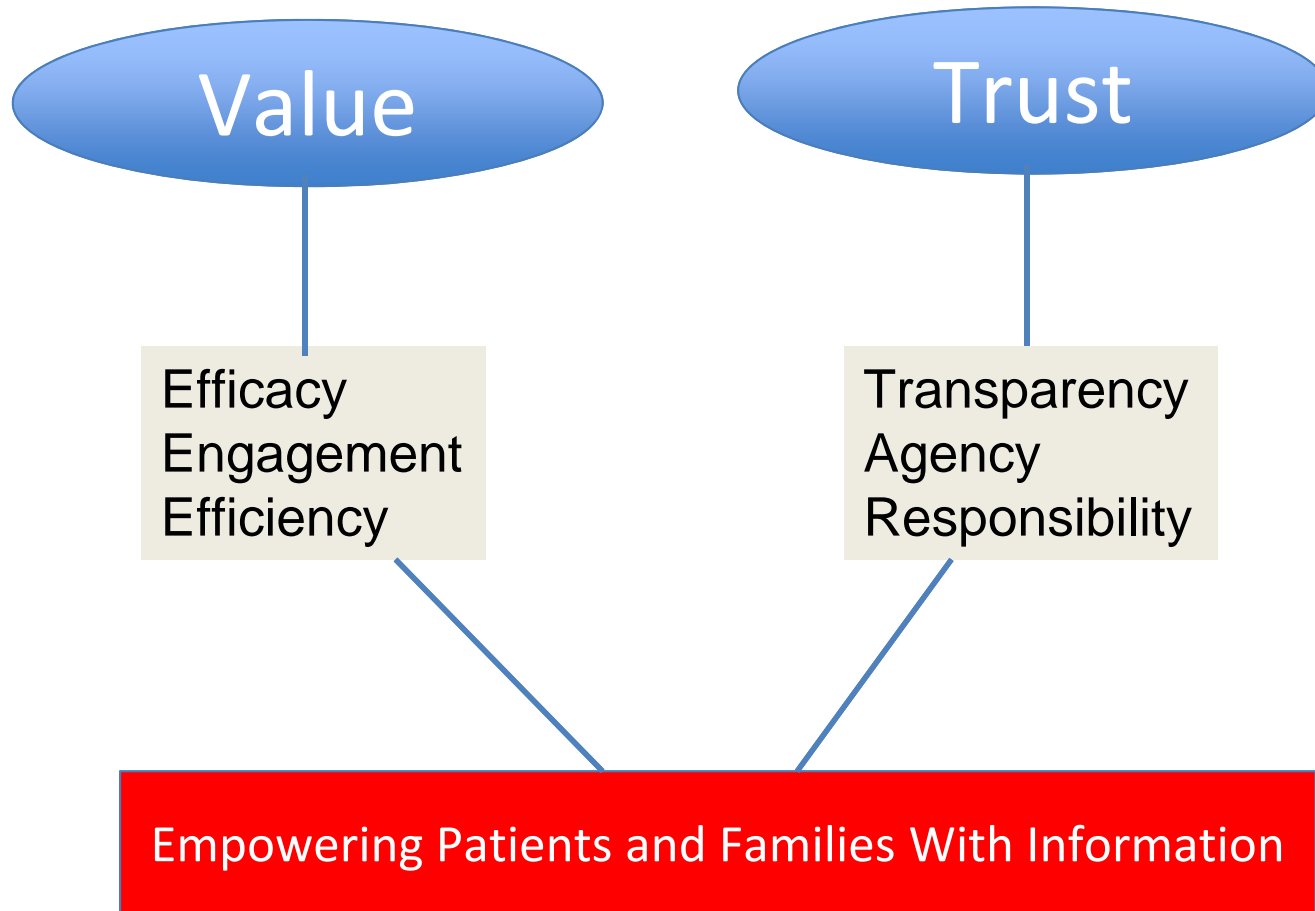 Value
Trust
Efficacy
Engagement
Efficiency
Transparency
Agency
Responsibility
Empowering Patients and Families With Information